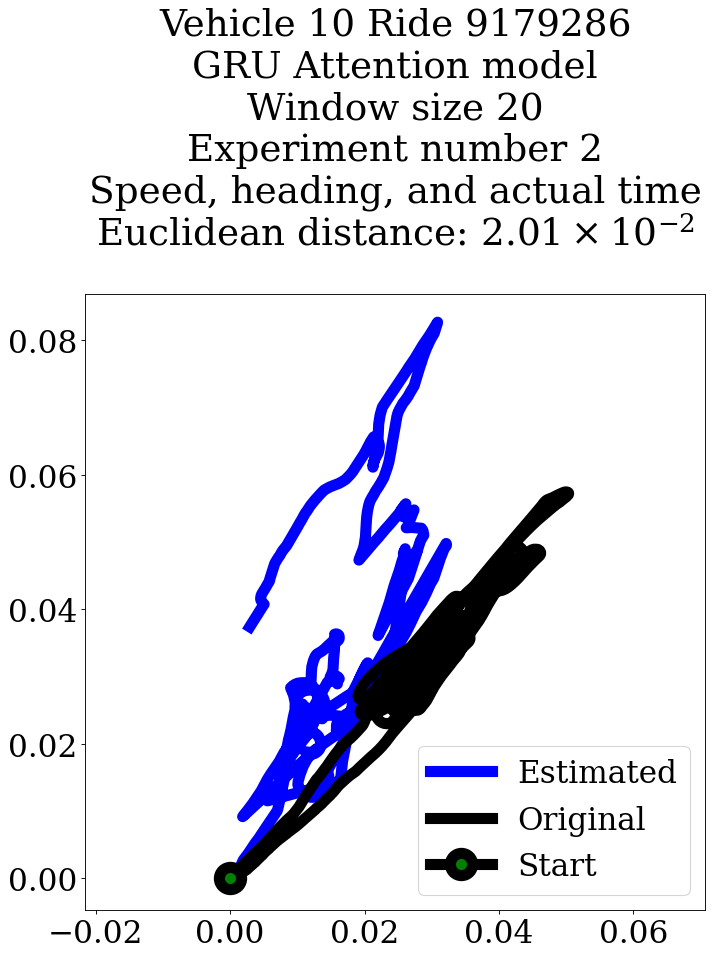 Vehicle 10 Ride 9179286
GRU Attention model
Window size 20
Experiment number 2
Speed, heading, and actual time
Euclidean distance: 2.01 × 10⁻²
0.08
0.06
0.04
0.02
0.00
Estimated
Original
Start
−0.02 0.00 0.02 0.04 0.06